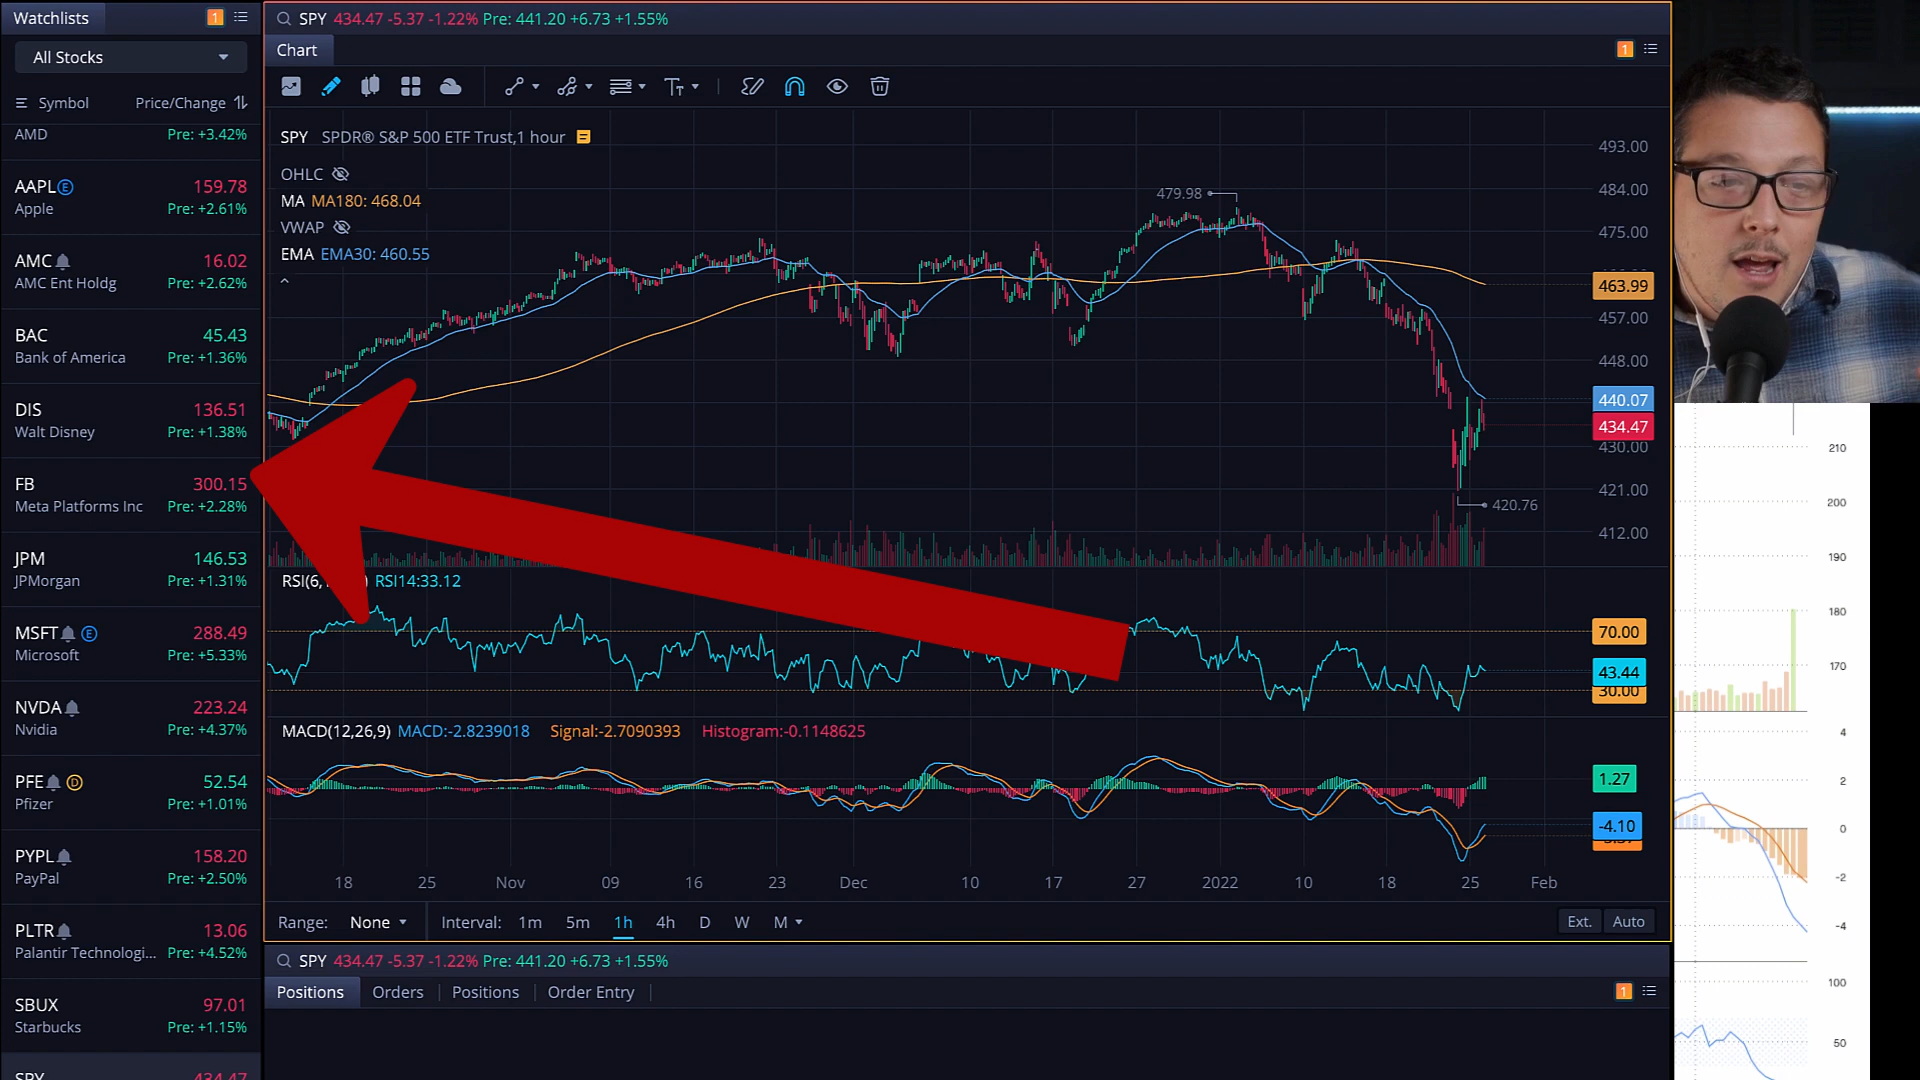 Watchlists
1
All Stocks
Symbol Price/Change
AMD Pre: +3.42%
AAPL E 159.78
Apple Pre: +2.61%
AMC 16.02
AMC Ent Holdg Pre: +2.62%
BAC 45.43
Bank of America Pre: +1.36%
DIS 136.51
Walt Disney Pre: +1.38%
FB 300.15
Meta Platforms Inc Pre: +2.28%
JPM 146.53
JPMorgan Pre: +1.31%
MSFT E 288.49
Microsoft Pre: +5.33%
NVDA 223.24
Nvidia Pre: +4.37%
PFE D 52.54
Pfizer Pre: +1.01%
PYPL 158.20
PayPal Pre: +2.50%
PLTR 13.06
Palantir Technologi... Pre: +4.52%
SBUX 97.01
Starbucks Pre: +1.15%
SPY 434.47
SPY 434.47 -5.37 -1.22% Pre: 441.20 +6.73 +1.55%
Chart
1
SPY SPDR® S&P 500 ETF Trust,1 hour
OHLC
MA MA180: 468.04
VWAP
EMA EMA30: 460.55
479.98
420.76
493.00
484.00
475.00
463.99
457.00
448.00
440.07
434.47
430.00
421.00
412.00
RSI(6, ) RSI14:33.12
70.00
43.44
30.00
MACD(12,26,9) MACD:-2.8239018 Signal:-2.7090393 Histogram:-0.1148625
1.27
-4.10
18 25 Nov 09 16 23 Dec 10 17 27 2022 10 18 25 Feb
Range: None Interval: 1m 5m 1h 4h D W M
Ext. Auto
SPY 434.47 -5.37 -1.22% Pre: 441.20 +6.73 +1.55%
Positions Orders Positions Order Entry
1
210
200
190
180
170
4
2
0
-2
-4
100
50